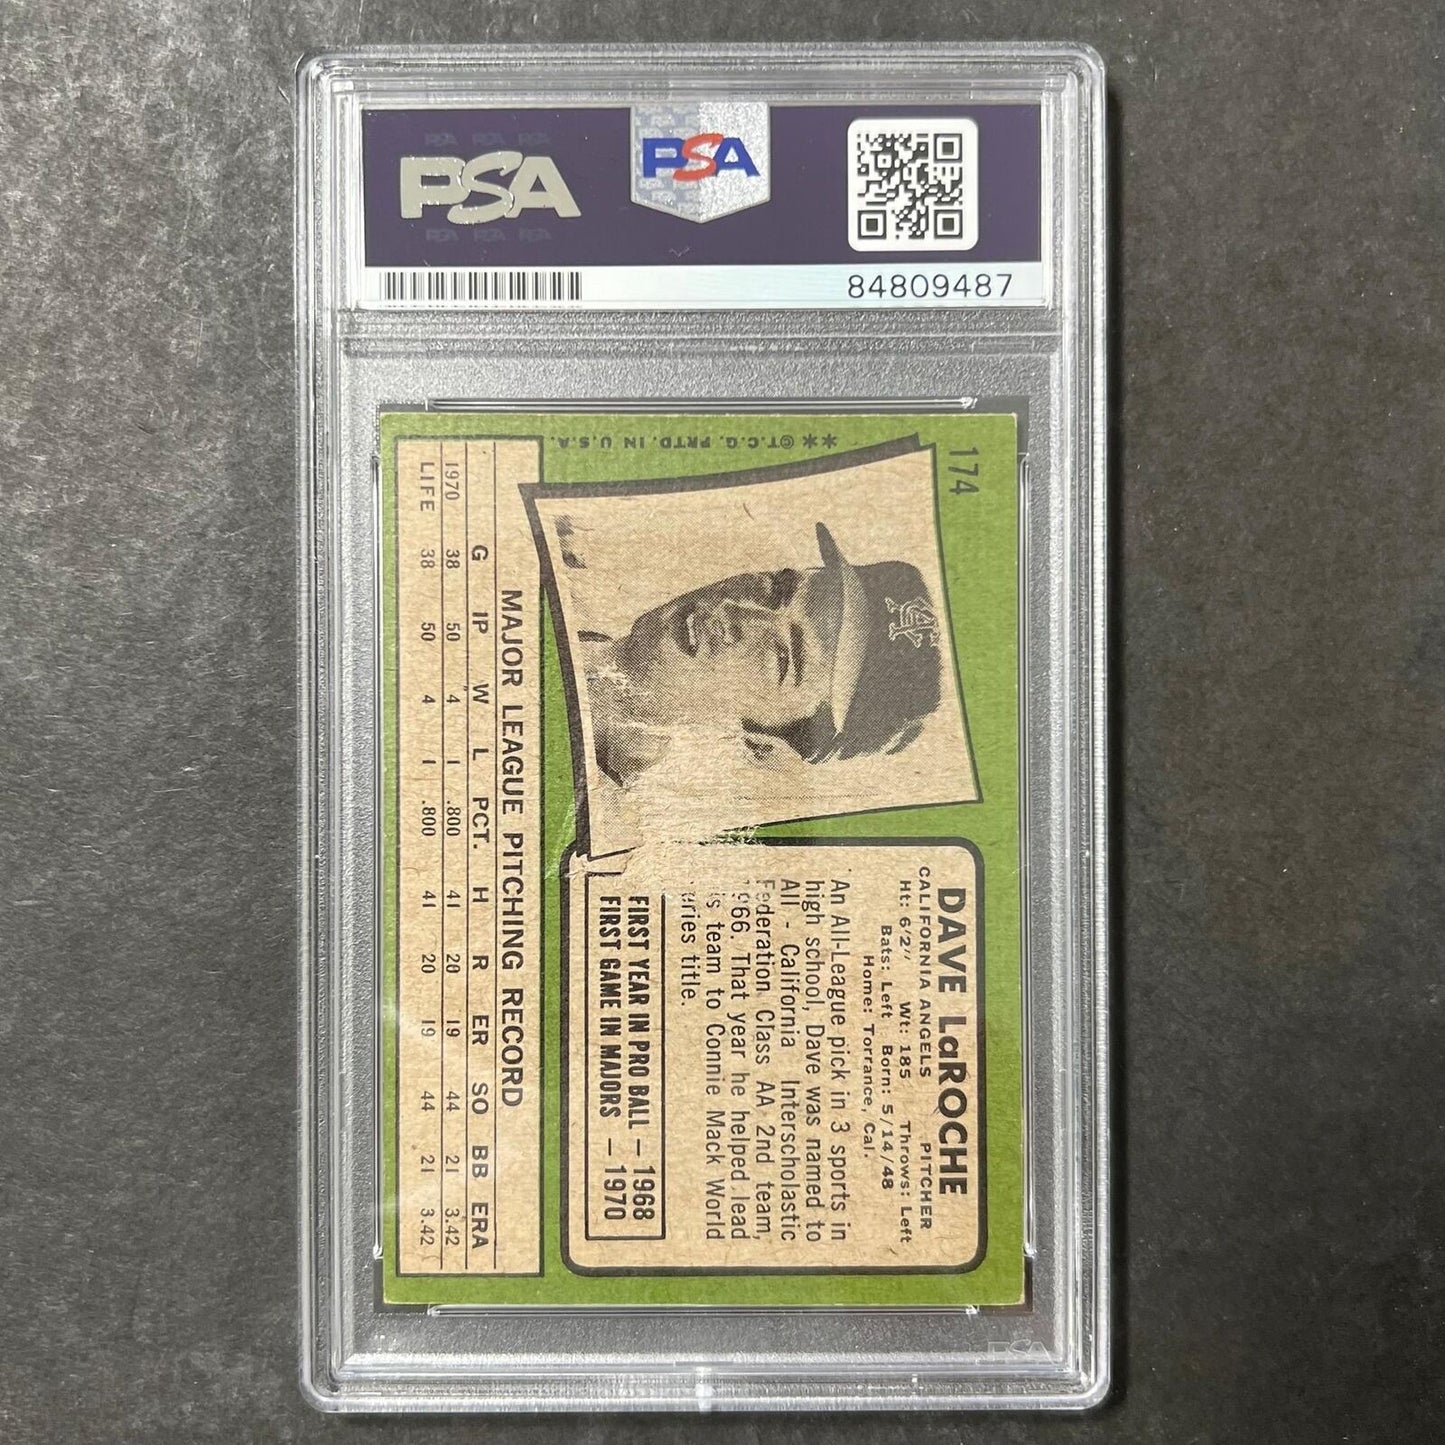 PSA
PSA
84809487
174
**©T.C.G. PRTD. IN U.S.A.
DAVE LaROCHE
CALIFORNIA ANGELS PITCHER
Ht: 6'2" Wt: 185 Throws: Left
Bats: Left Born: 5/14/48
Home: Torrance, Cal.
An All-League pick in 3 sports in
high school, Dave was named to
All - California Interscholastic
Federation Class AA 2nd team,
1966. That year he helped lead
is team to Connie Mack World
eries title.
FIRST YEAR IN PRO BALL — 1968
FIRST GAME IN MAJORS — 1970
MAJOR LEAGUE PITCHING RECORD
G IP W L PCT. H R ER SO BB ERA
1970 38 50 4 1 .800 41 20 19 44 21 3.42
LIFE 38 50 4 1 .800 41 20 19 44 21 3.42